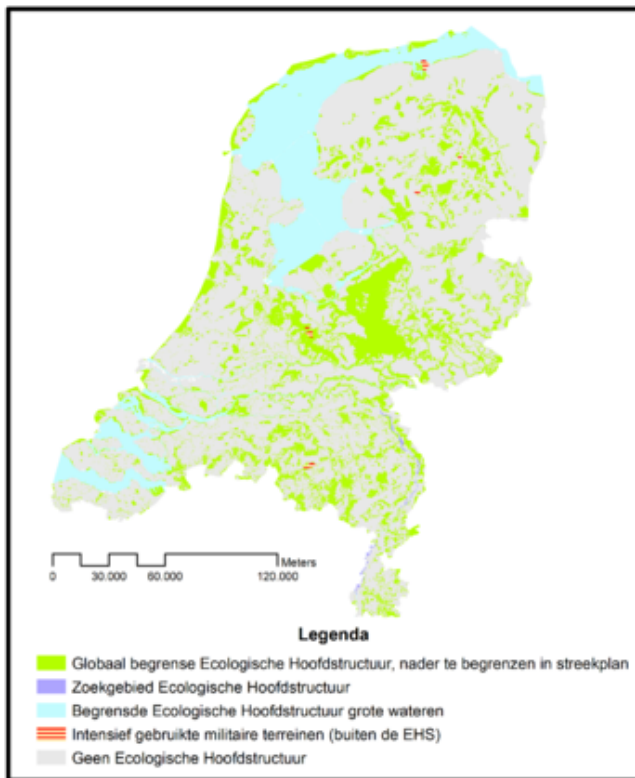 Meters
0 30.000 60.000 120.000
Legenda
Globaal begrense Ecologische Hoofdstructuur, nader te begrenzen in streekplan
Zoekgebied Ecologische Hoofdstructuur
Begrensde Ecologische Hoofdstructuur grote wateren
Intensief gebruikte militaire terreinen (buiten de EHS)
Geen Ecologische Hoofdstructuur